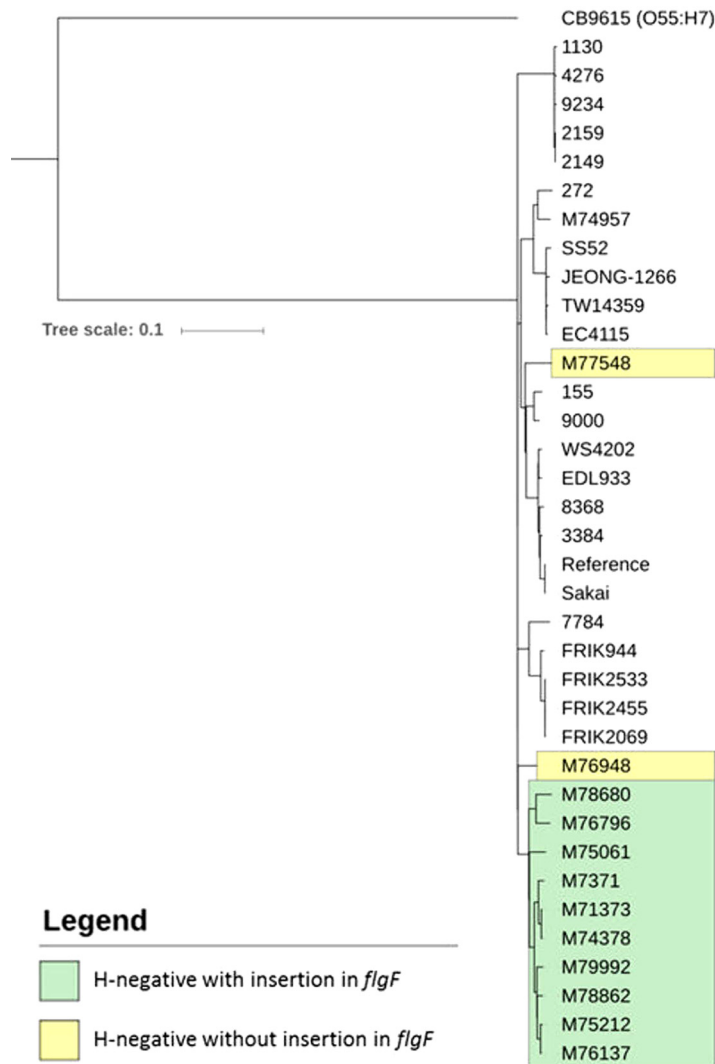 CB9615 (O55:H7)
1130
4276
9234
2159
2149
272
M74957
SS52
JEONG-1266
TW14359
EC4115
Tree scale: 0.1
M77548
155
9000
WS4202
EDL933
8368
3384
Reference
Sakai
7784
FRIK944
FRIK2533
FRIK2455
FRIK2069
M76948
M78680
M76796
M75061
M7371
M71373
M74378
M79992
M78862
M75212
M76137
Legend
H-negative with insertion in flgF
H-negative without insertion in flgF